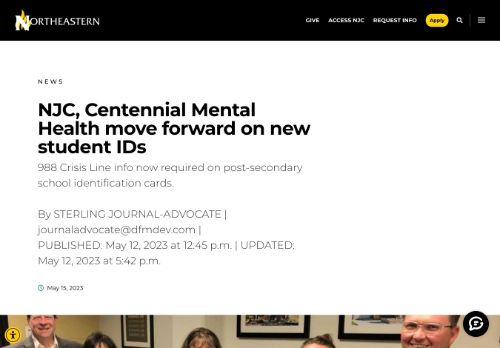 NORTHEASTERN
GIVE ACCESS NJC REQUEST INFO Apply
NEWS
NJC, Centennial Mental
Health move forward on new
student IDs
988 Crisis Line info now required on post-secondary
school identification cards.
By STERLING JOURNAL-ADVOCATE |
journaladvocate@dfmdev.com |
PUBLISHED: May 12, 2023 at 12:45 p.m. | UPDATED:
May 12, 2023 at 5:42 p.m.
May 15, 2023